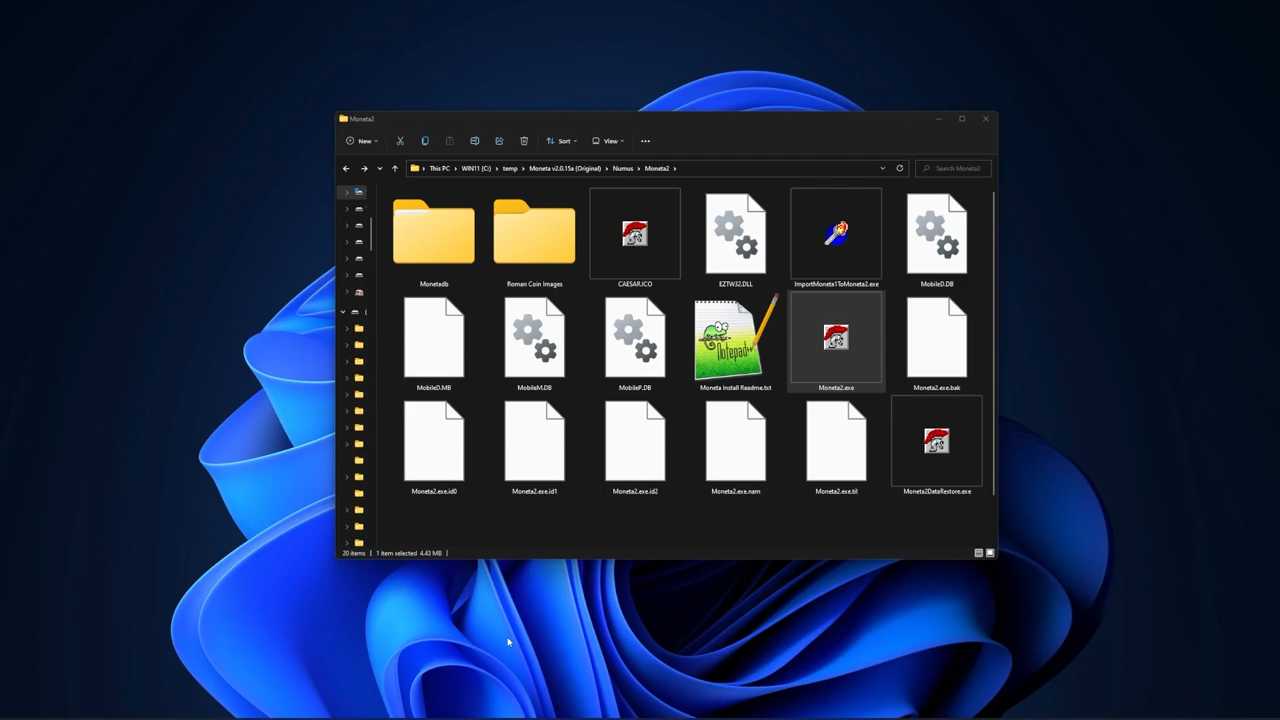 Moneta2
New
Sort
View
This PC > WIN11 (C:) > temp > Moneta v2.0.15a (Original) > Numus > Moneta2 >
Search Moneta2
Monetadb
Roman Coin Images
CAESAR.ICO
EZTW32.DLL
ImportMoneta1ToMoneta2.exe
MobileD.DB
MobileD.MB
MobileM.DB
MobileP.DB
Notepad++
Moneta Install Readme.txt
Moneta2.exe
Moneta2.exe.bak
Moneta2.exe.id0
Moneta2.exe.id1
Moneta2.exe.id2
Moneta2.exe.nam
Moneta2.exe.til
Moneta2DataRestore.exe
20 items | 1 item selected 4.43 MB |